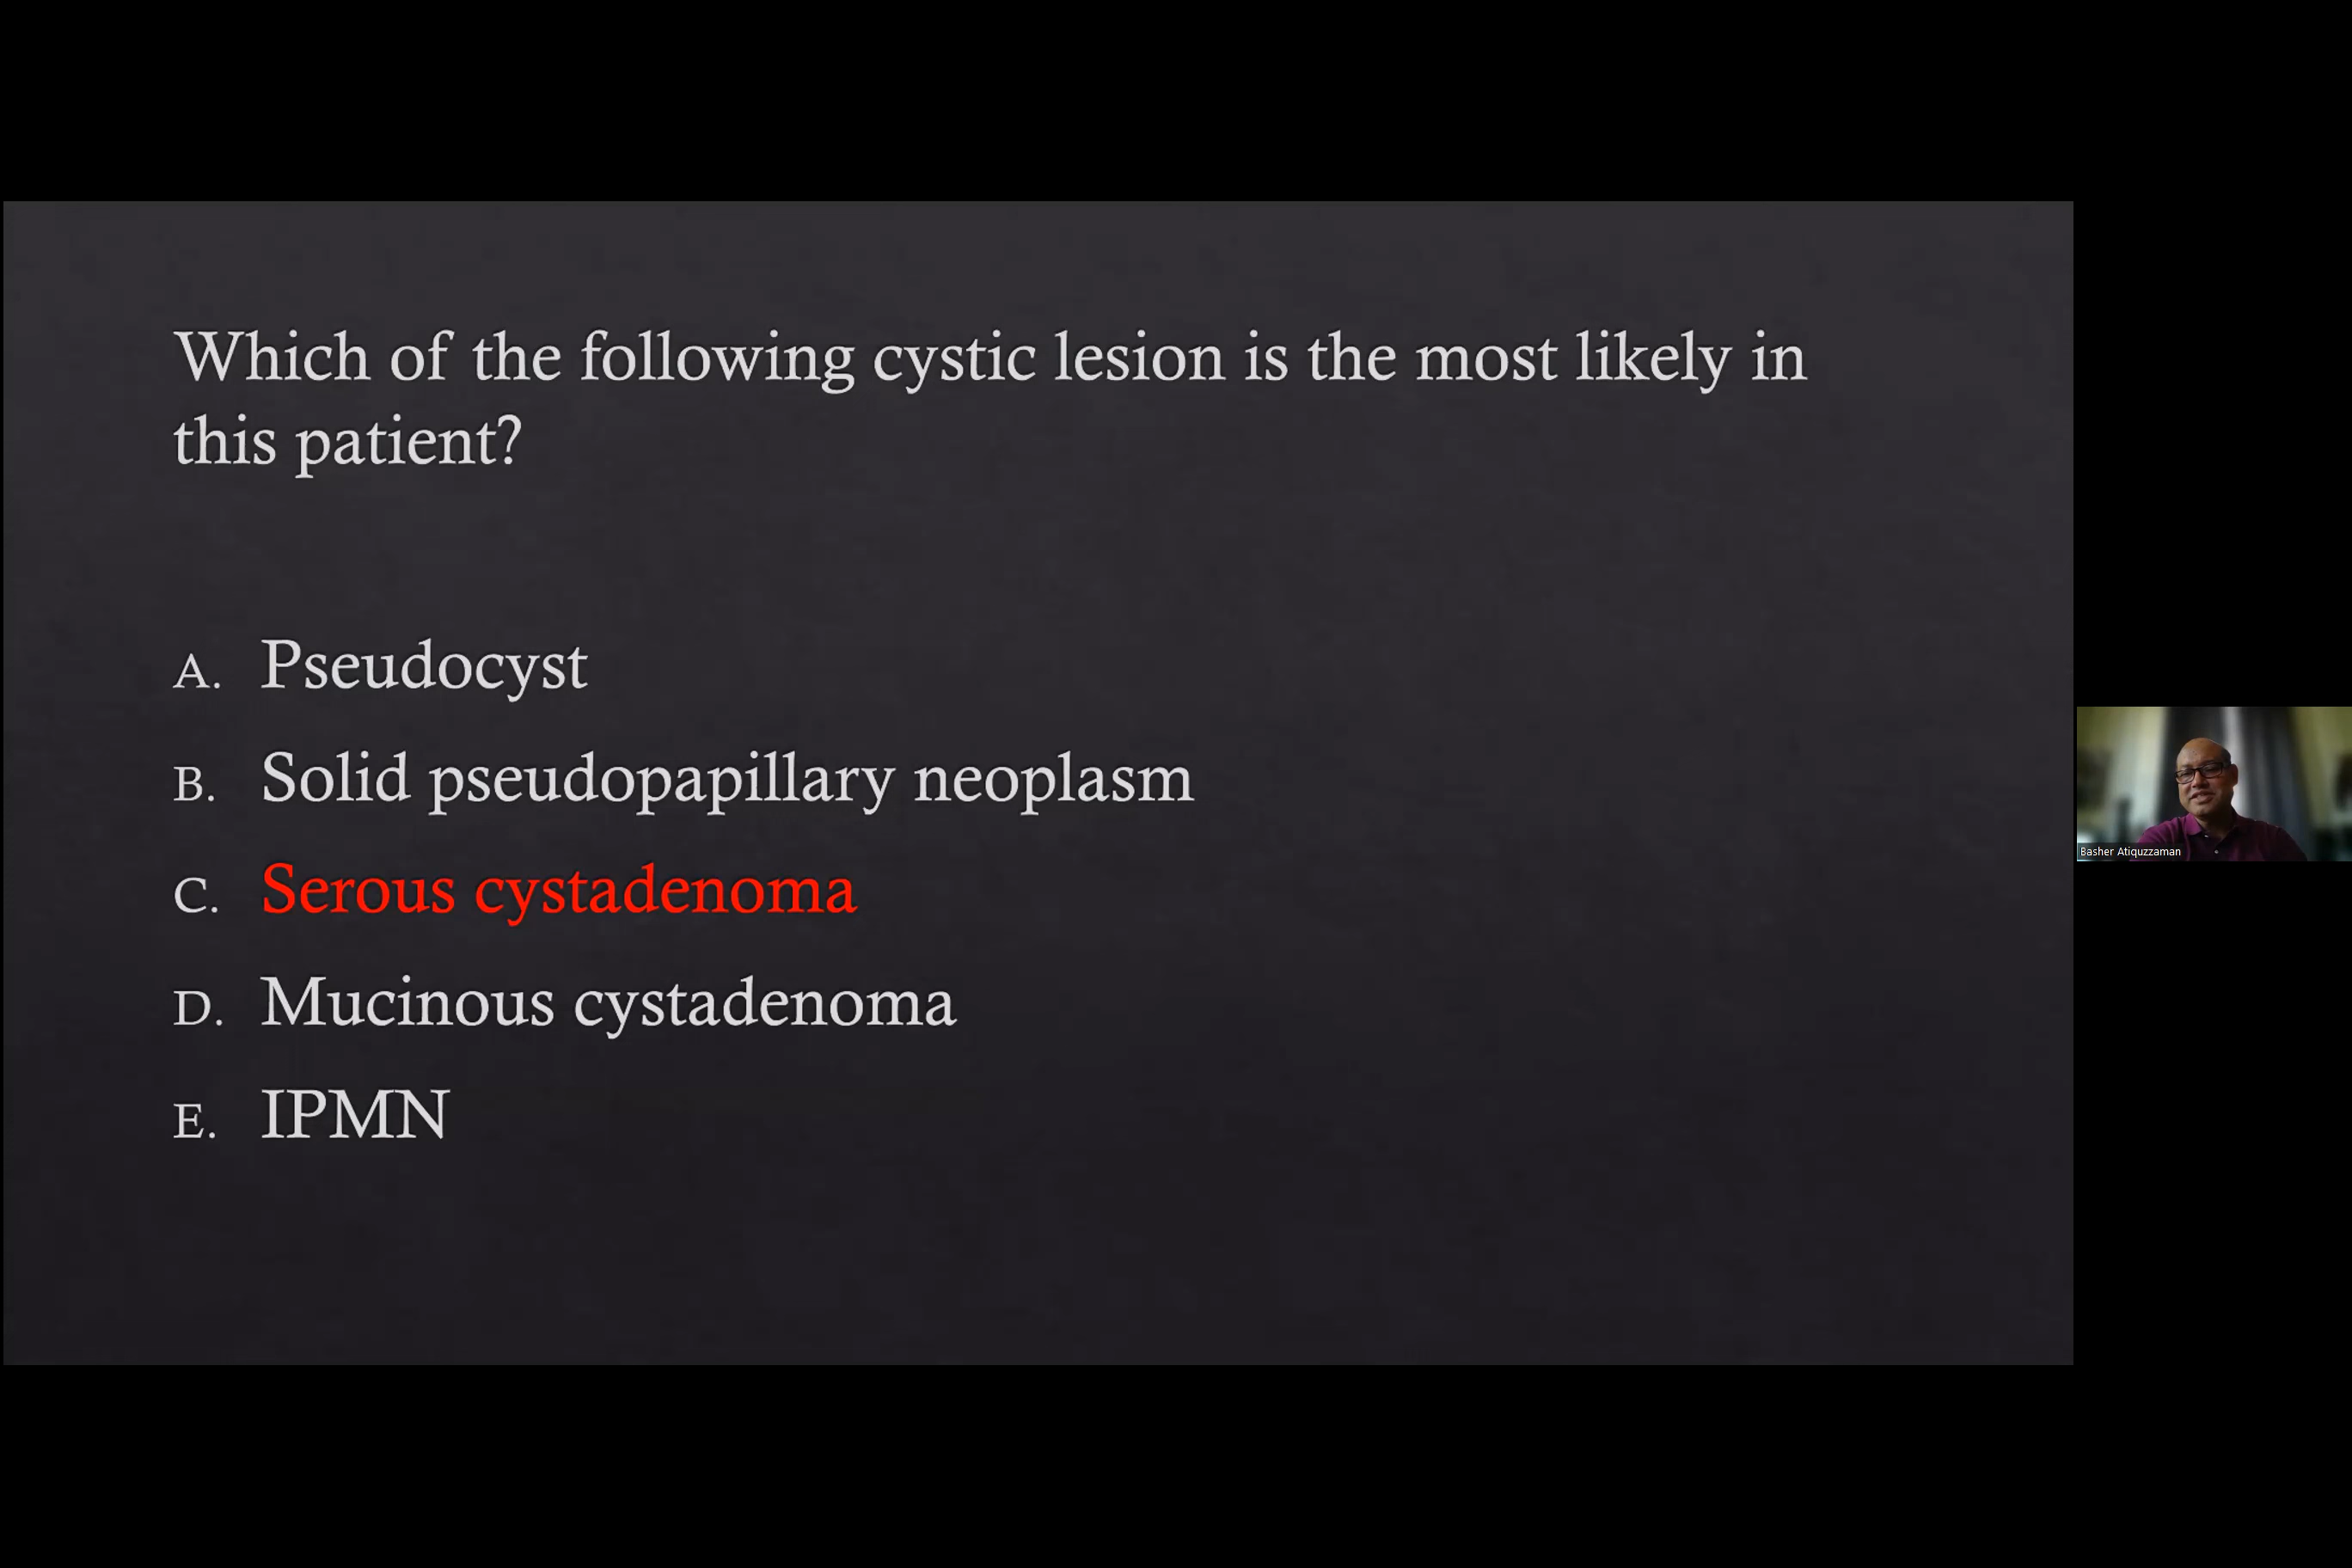 Which of the following cystic lesion is the most likely in
this patient?
A. Pseudocyst
B. Solid pseudopapillary neoplasm
C. Serous cystadenoma
D. Mucinous cystadenoma
E. IPMN
Basher Atiquzzaman